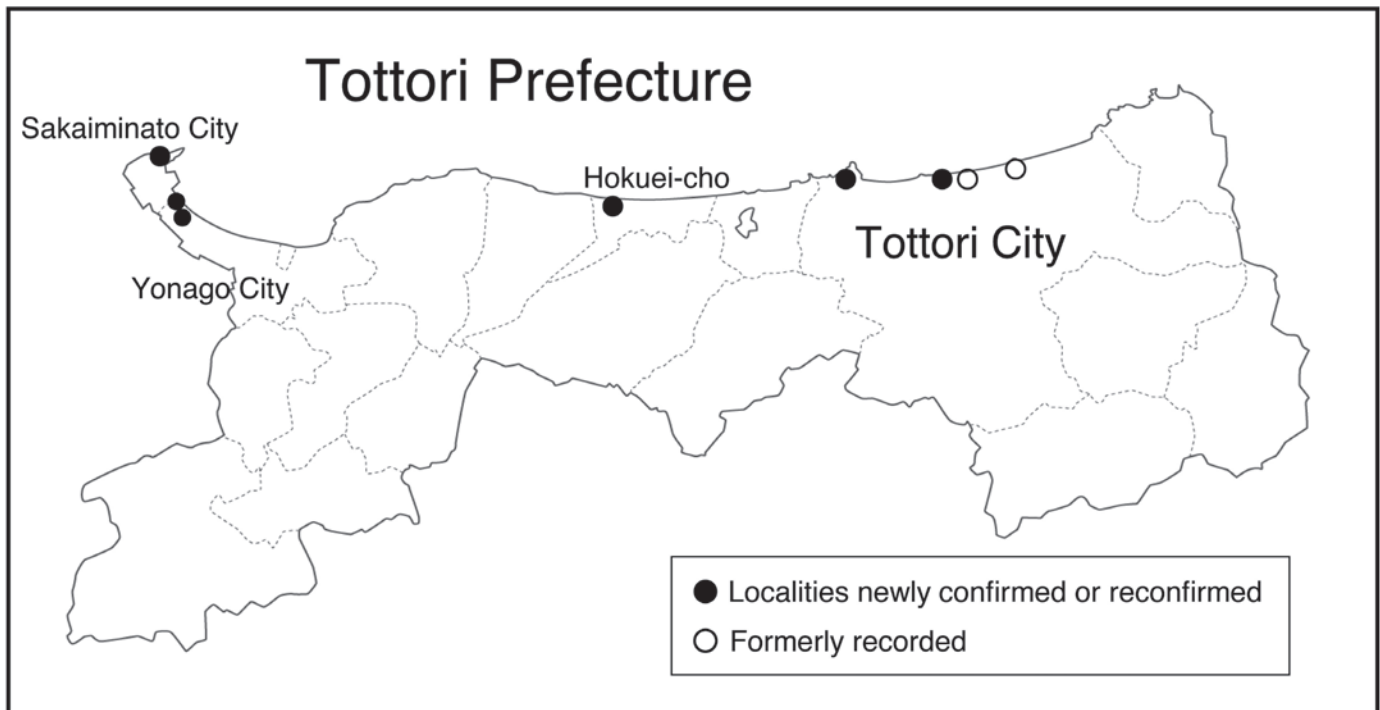 Tottori Prefecture
Sakaiminato City
Hokuei-cho
Tottori City
Yonago City
Localities newly confirmed or reconfirmed
Formerly recorded